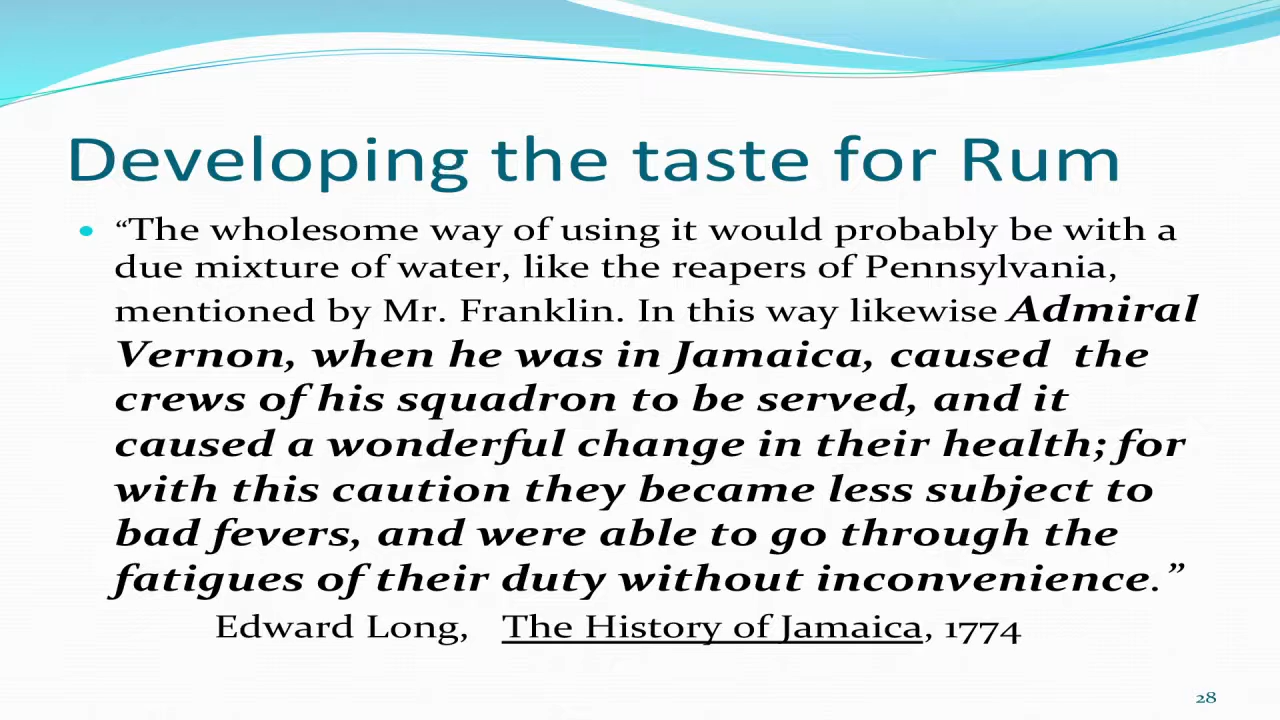 Developing the taste for Rum
• “The wholesome way of using it would probably be with a
due mixture of water, like the reapers of Pennsylvania,
mentioned by Mr. Franklin. In this way likewise Admiral
Vernon, when he was in Jamaica, caused the
crews of his squadron to be served, and it
caused a wonderful change in their health; for
with this caution they became less subject to
bad fevers, and were able to go through the
fatigues of their duty without inconvenience.”
Edward Long, The History of Jamaica, 1774
28